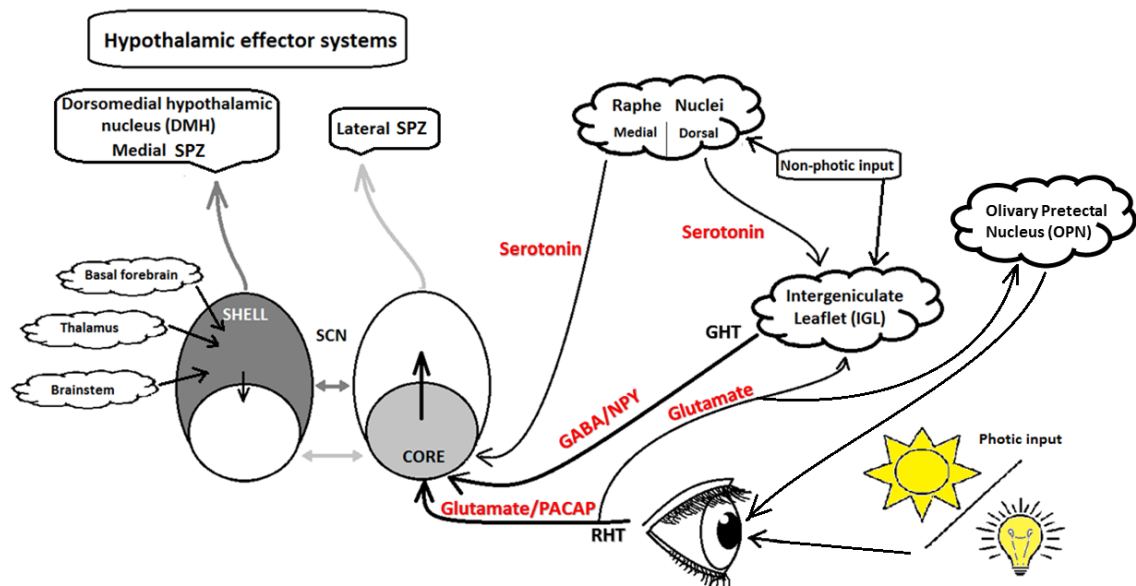 Hypothalamic effector systems
Dorsomedial hypothalamic
nucleus (DMH)
Medial SPZ
Lateral SPZ
Raphe Nuclei
Medial Dorsal
Non-photic input
Olivary Pretectal
Nucleus (OPN)
Serotonin
Serotonin
Basal forebrain
Thalamus
Brainstem
SHELL
SCN
Intergeniculate
Leaflet (IGL)
GHT
GABA/NPY
Glutamate
CORE
Glutamate/PACAP
RHT
Photic input